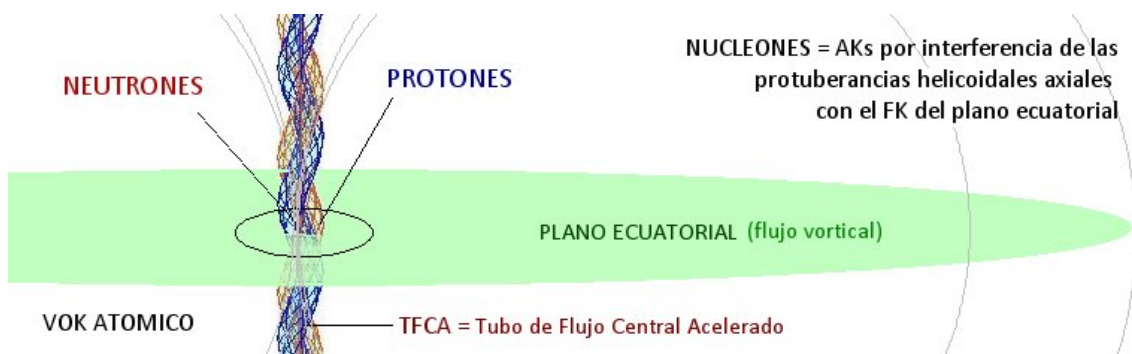 NUCLEONES = AKs por interferencia de las
protuberancias helicoidales axiales
con el FK del plano ecuatorial
NEUTRONES
PROTONES
PLANO ECUATORIAL (flujo vortical)
VOK ATOMICO
TFCA = Tubo de Flujo Central Acelerado